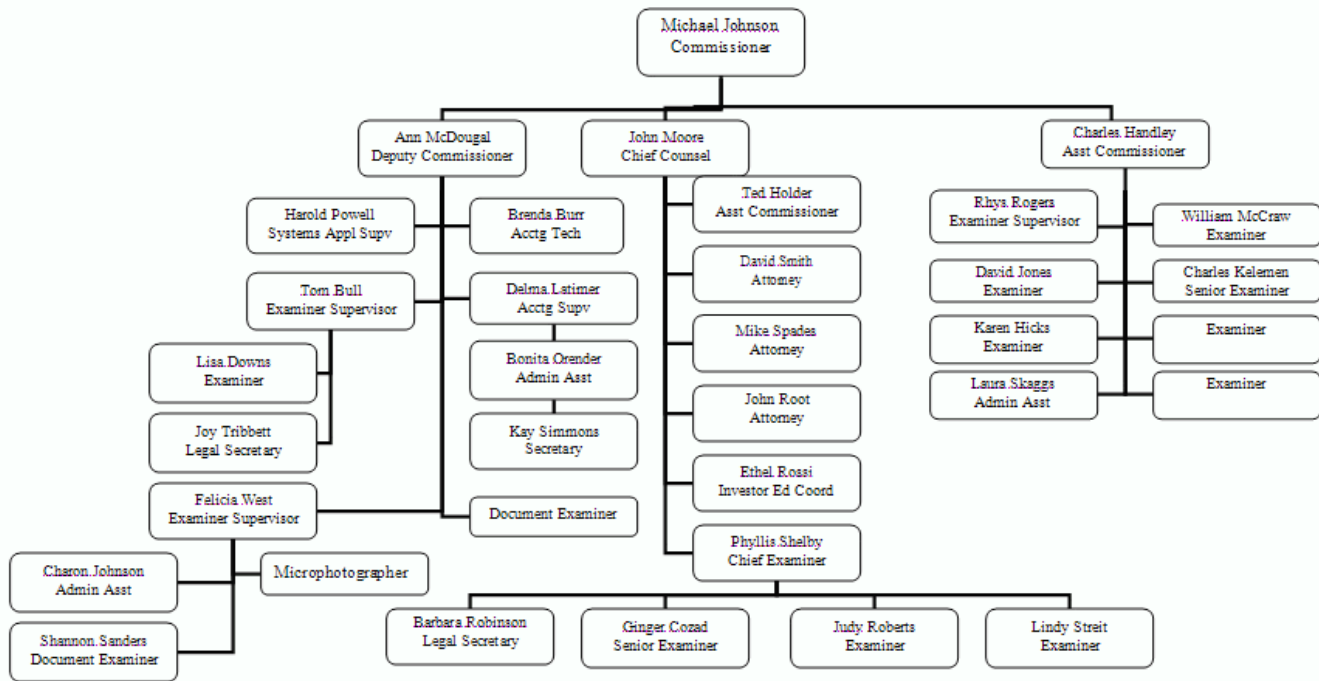 Michael Johnson
Commissioner
Ann McDougal
Deputy Commissioner
John Moore
Chief Counsel
Charles Handley
Asst Commissioner
Harold Powell
Systems Appl Supv
Brenda Burr
Acctg Tech
Tom Bull
Examiner Supervisor
Delma Latimer
Acctg Supv
Lisa Downs
Examiner
Bonita Orender
Admin Asst
Joy Tribbett
Legal Secretary
Kay Simmons
Secretary
Felicia West
Examiner Supervisor
Document Examiner
Charon Johnson
Admin Asst
Microphotographer
Shannon Sanders
Document Examiner
Ted Holder
Asst Commissioner
David Smith
Attorney
Mike Spades
Attorney
John Root
Attorney
Ethel Rossi
Investor Ed Coord
Phyllis Shelby
Chief Examiner
Barbara Robinson
Legal Secretary
Ginger Cozad
Senior Examiner
Judy Roberts
Examiner
Lindy Streit
Examiner
Rhys Rogers
Examiner Supervisor
William McCraw
Examiner
David Jones
Examiner
Charles Kelemen
Senior Examiner
Karen Hicks
Examiner
Examiner
Laura Skaggs
Admin Asst
Examiner